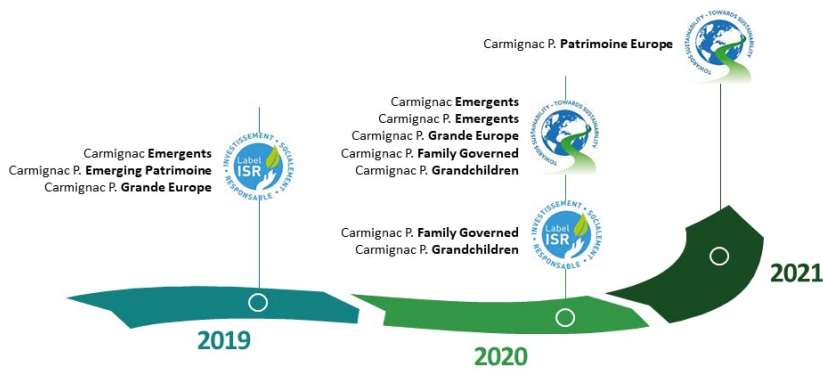 Carmignac P. Patrimoine Europe
TOWARDS SUSTAINABILITY - TOWARDS SUSTAINABILITY -
Carmignac Emergents
Carmignac P. Emergents
Carmignac P. Grande Europe
Carmignac P. Family Governed
Carmignac P. Grandchildren
TOWARDS SUSTAINABILITY - TOWARDS SUSTAINABILITY -
Carmignac Emergents
Carmignac P. Emerging Patrimoine
Carmignac P. Grande Europe
INVESTISSEMENT • SOCIALEMENT • RESPONSABLE •
Label
ISR
Carmignac P. Family Governed
Carmignac P. Grandchildren
INVESTISSEMENT • SOCIALEMENT • RESPONSABLE •
Label
ISR
2019
2020
2021